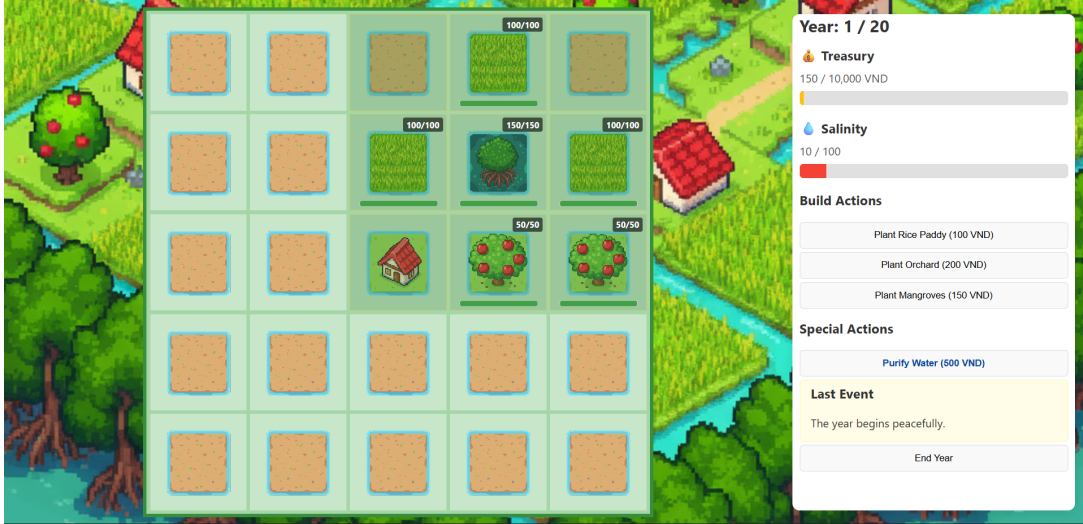 100/100
100/100
150/150
100/100
50/50
50/50
Year: 1 / 20
Treasury
150 / 10,000 VND
Salinity
10 / 100
Build Actions
Plant Rice Paddy (100 VND)
Plant Orchard (200 VND)
Plant Mangroves (150 VND)
Special Actions
Purify Water (500 VND)
Last Event
The year begins peacefully.
End Year